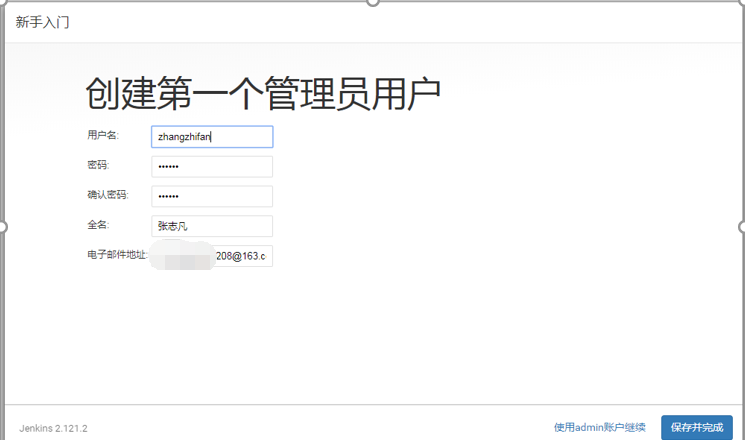 新手入门
创建第一个管理员用户
用户名: zhangzhifan
密码: ••••••
确认密码: ••••••
全名: 张志凡
电子邮件地址: 208@163.c
Jenkins 2.121.2 使用admin账户继续 保存并完成